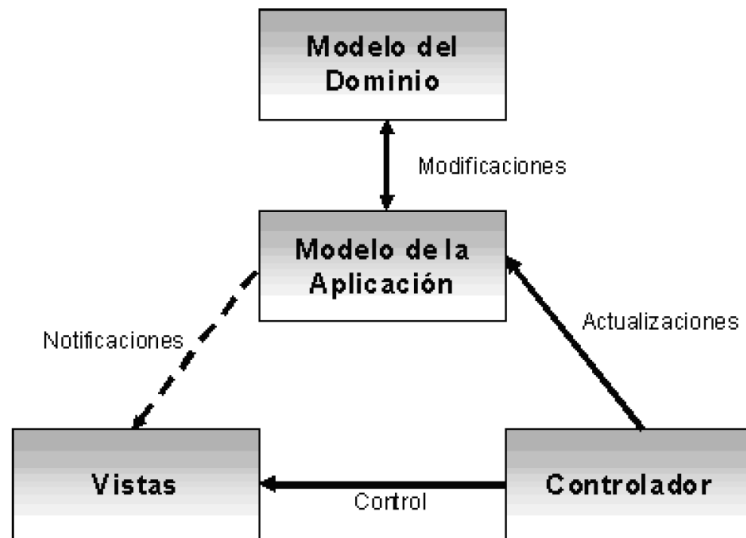 Modelo del
Dominio
Modificaciones
Modelo de la
Aplicación
Notificaciones
Actualizaciones
Vistas
Control
Controlador